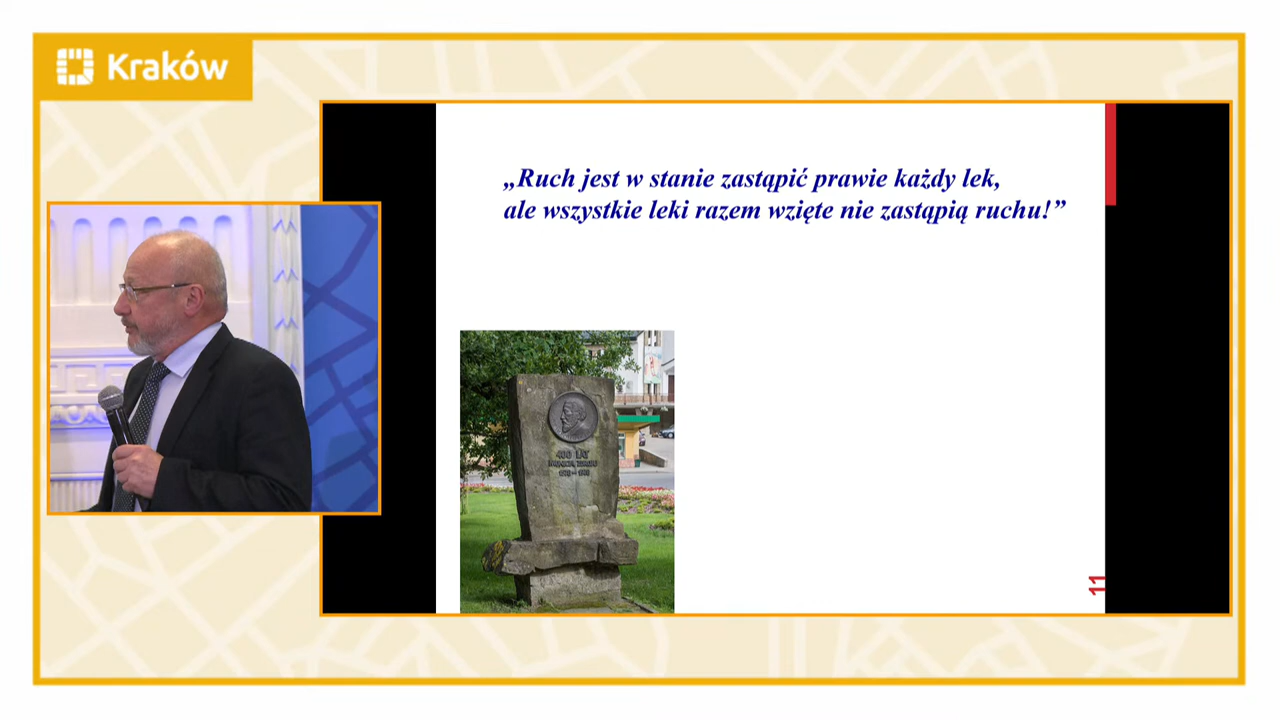 Kraków
„Ruch jest w stanie zastąpić prawie każdy lek,
ale wszystkie leki razem wzięte nie zastąpią ruchu!”
400 LAT
11